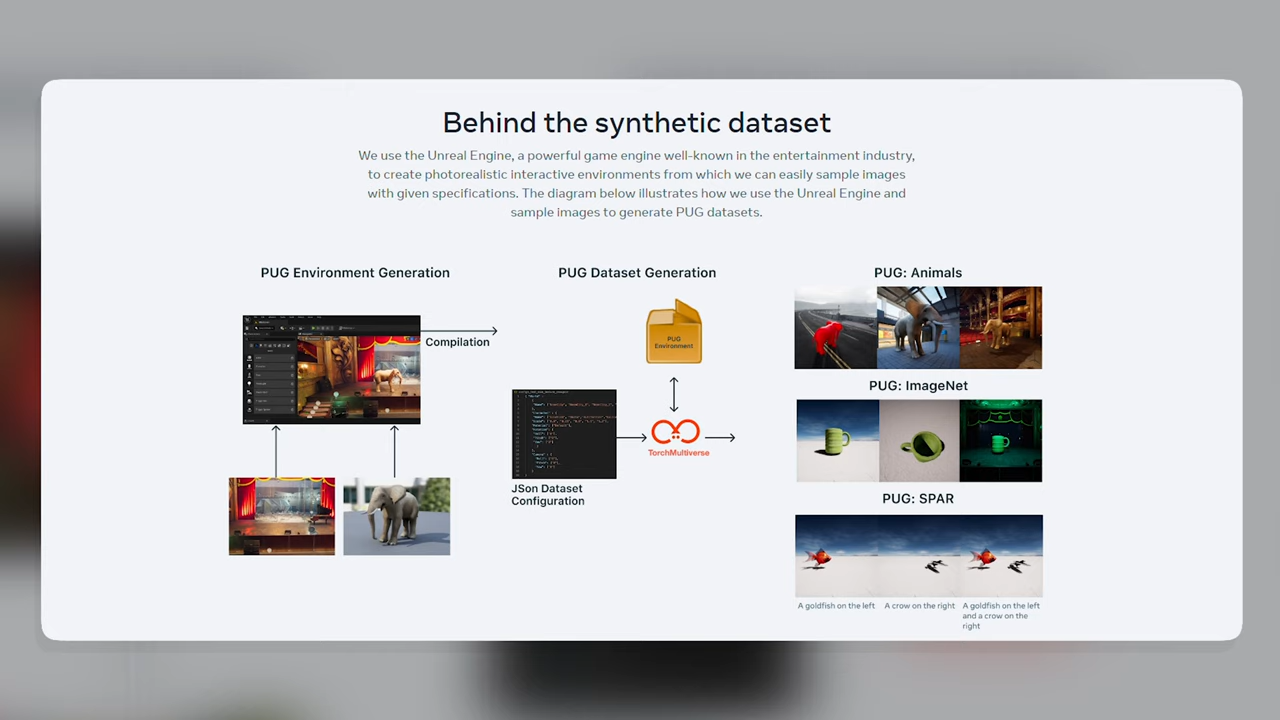 Behind the synthetic dataset
We use the Unreal Engine, a powerful game engine well-known in the entertainment industry,
to create photorealistic interactive environments from which we can easily sample images
with given specifications. The diagram below illustrates how we use the Unreal Engine and
sample images to generate PUG datasets.
PUG Environment Generation
Compilation
PUG Dataset Generation
PUG
Environment
TorchMultiverse
JSon Dataset
Configuration
PUG: Animals
PUG: ImageNet
PUG: SPAR
A goldfish on the left
A crow on the right
A goldfish on the left
and a crow on the
right